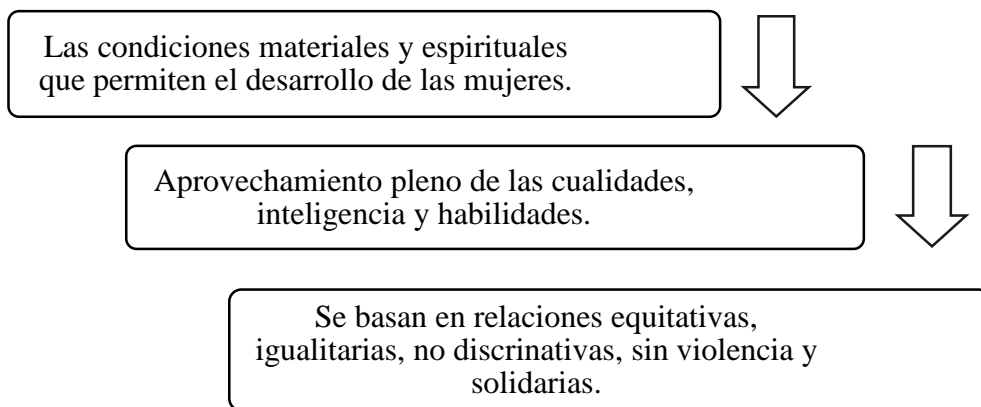 Las condiciones materiales y espirituales
que permiten el desarrollo de las mujeres.
Aprovechamiento pleno de las cualidades,
inteligencia y habilidades.
Se basan en relaciones equitativas,
igualitarias, no discrinativas, sin violencia y
solidarias.